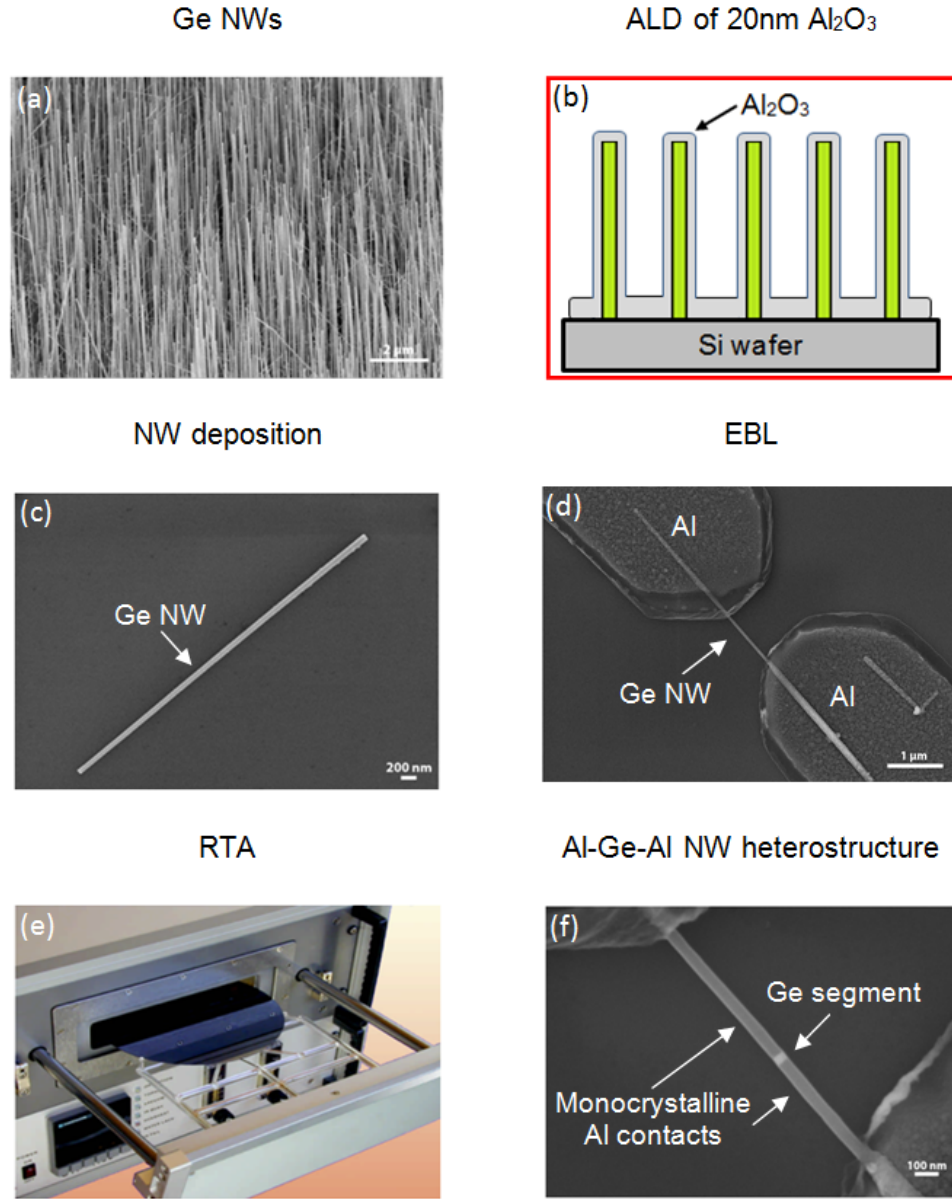 Ge NWs
ALD of 20nm Al₂O₃
(a)
2 µm
(b)
Al₂O₃
Si wafer
NW deposition
EBL
(c)
Ge NW
200 nm
(d)
Al
Ge NW
Al
1 µm
RTA
Al-Ge-Al NW heterostructure
(e)
(f)
Ge segment
Monocrystalline
Al contacts
100 nm